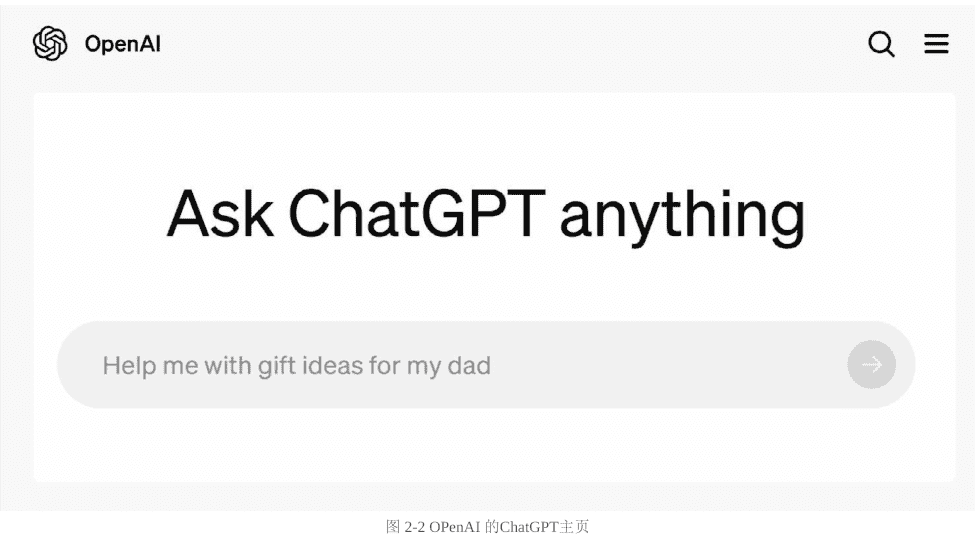 OpenAI
Ask ChatGPT anything
Help me with gift ideas for my dad
图 2-2 OPenAI 的ChatGPT主页